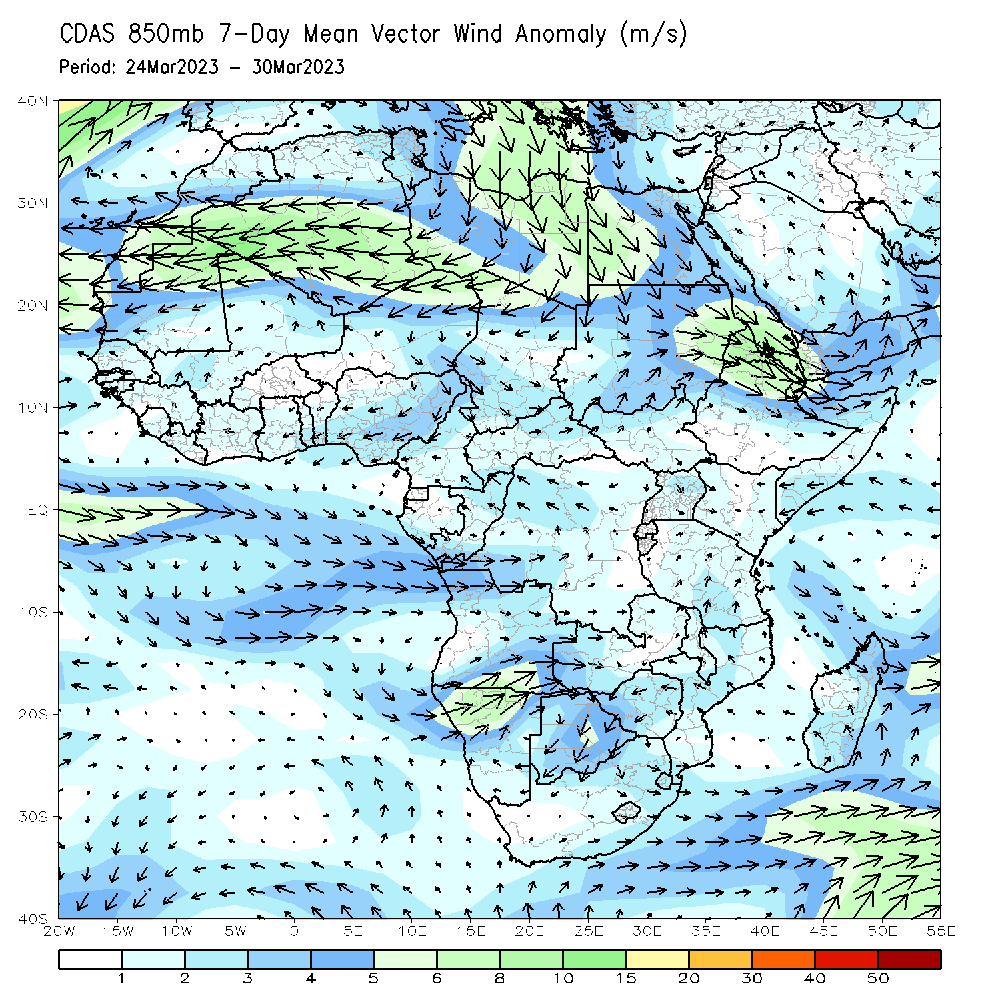 CDAS 850mb 7-Day Mean Vector Wind Anomaly (m/s)
Period: 24Mar2023 - 30Mar2023
40N
30N
20N
10N
EQ
10S
20S
30S
40S
20W 15W 10W 5W 0 5E 10E 15E 20E 25E 30E 35E 40E 45E 50E 55E
1 2 3 4 5 6 8 10 15 20 30 40 50